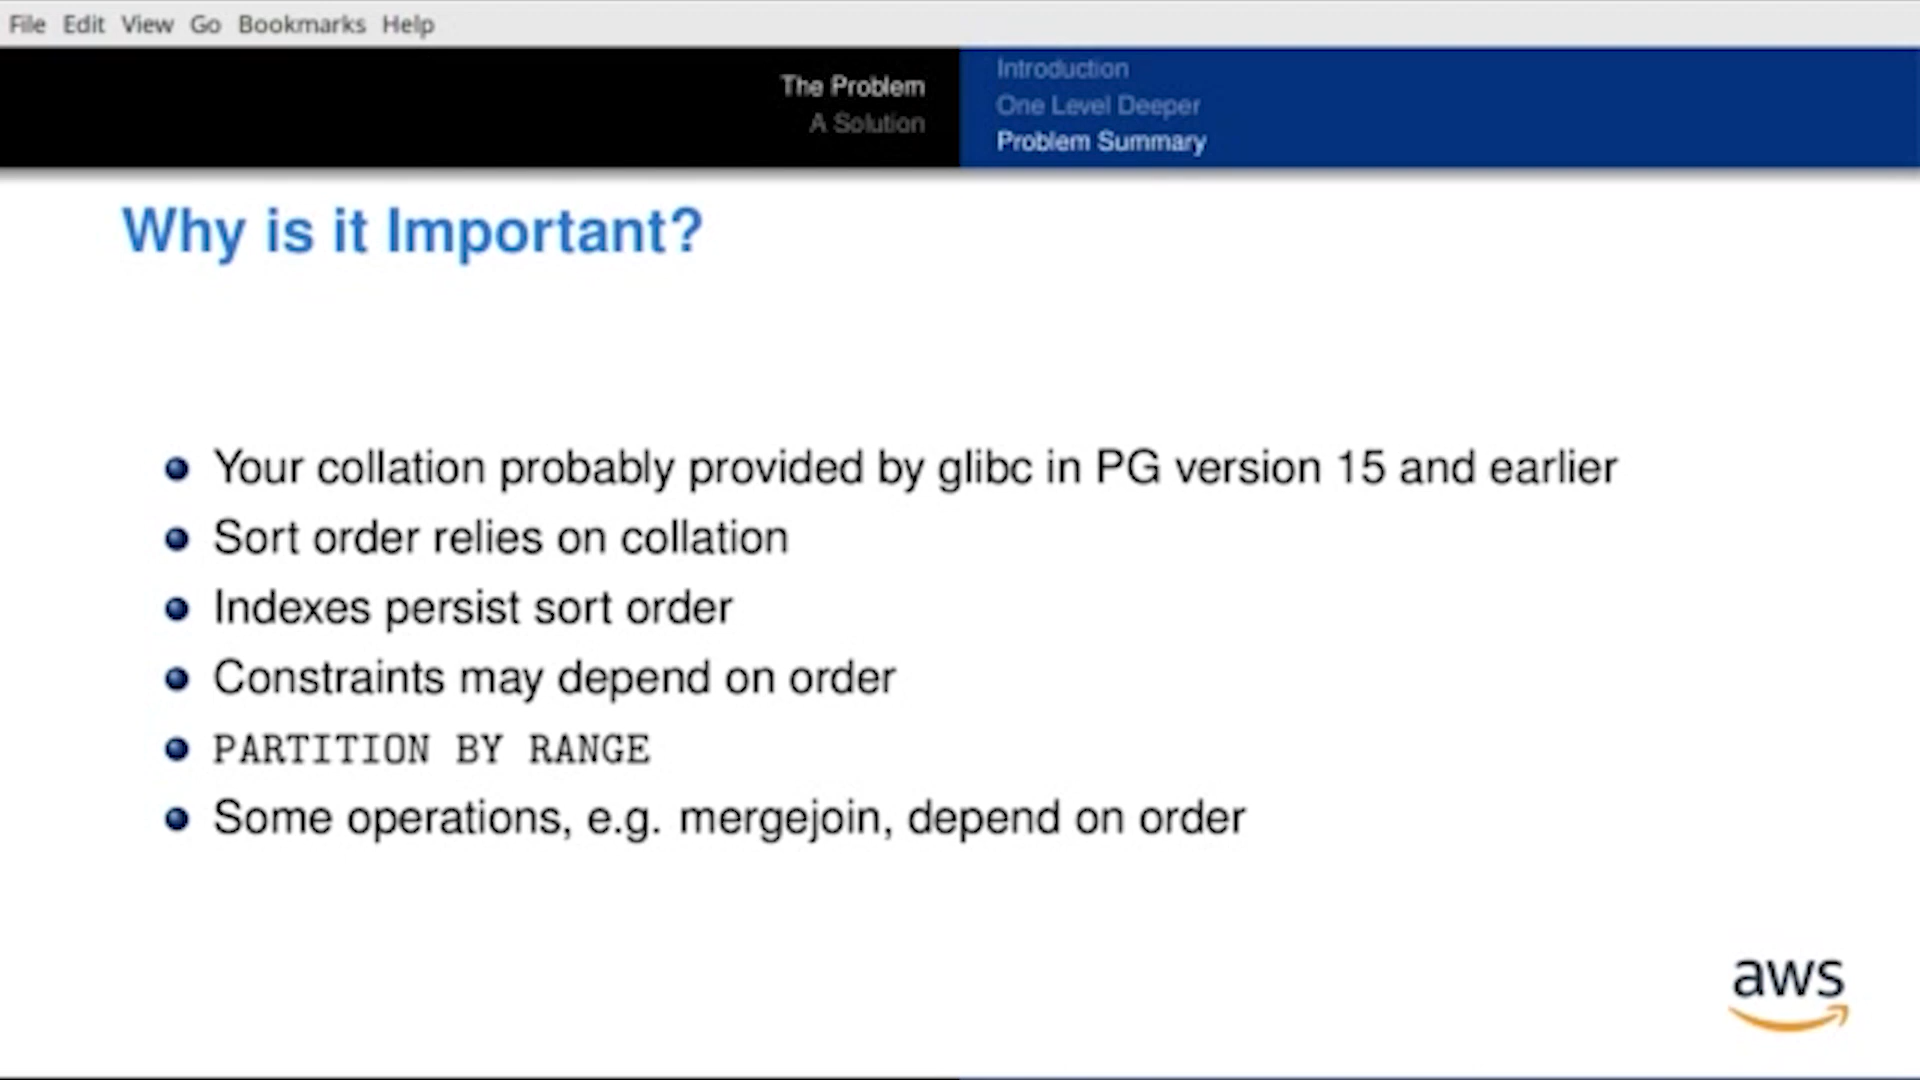 File Edit View Go Bookmarks Help
The Problem
A Solution
Introduction
One Level Deeper
Problem Summary
Why is it Important?
Your collation probably provided by glibc in PG version 15 and earlier
Sort order relies on collation
Indexes persist sort order
Constraints may depend on order
PARTITION BY RANGE
Some operations, e.g. mergejoin, depend on order
aws